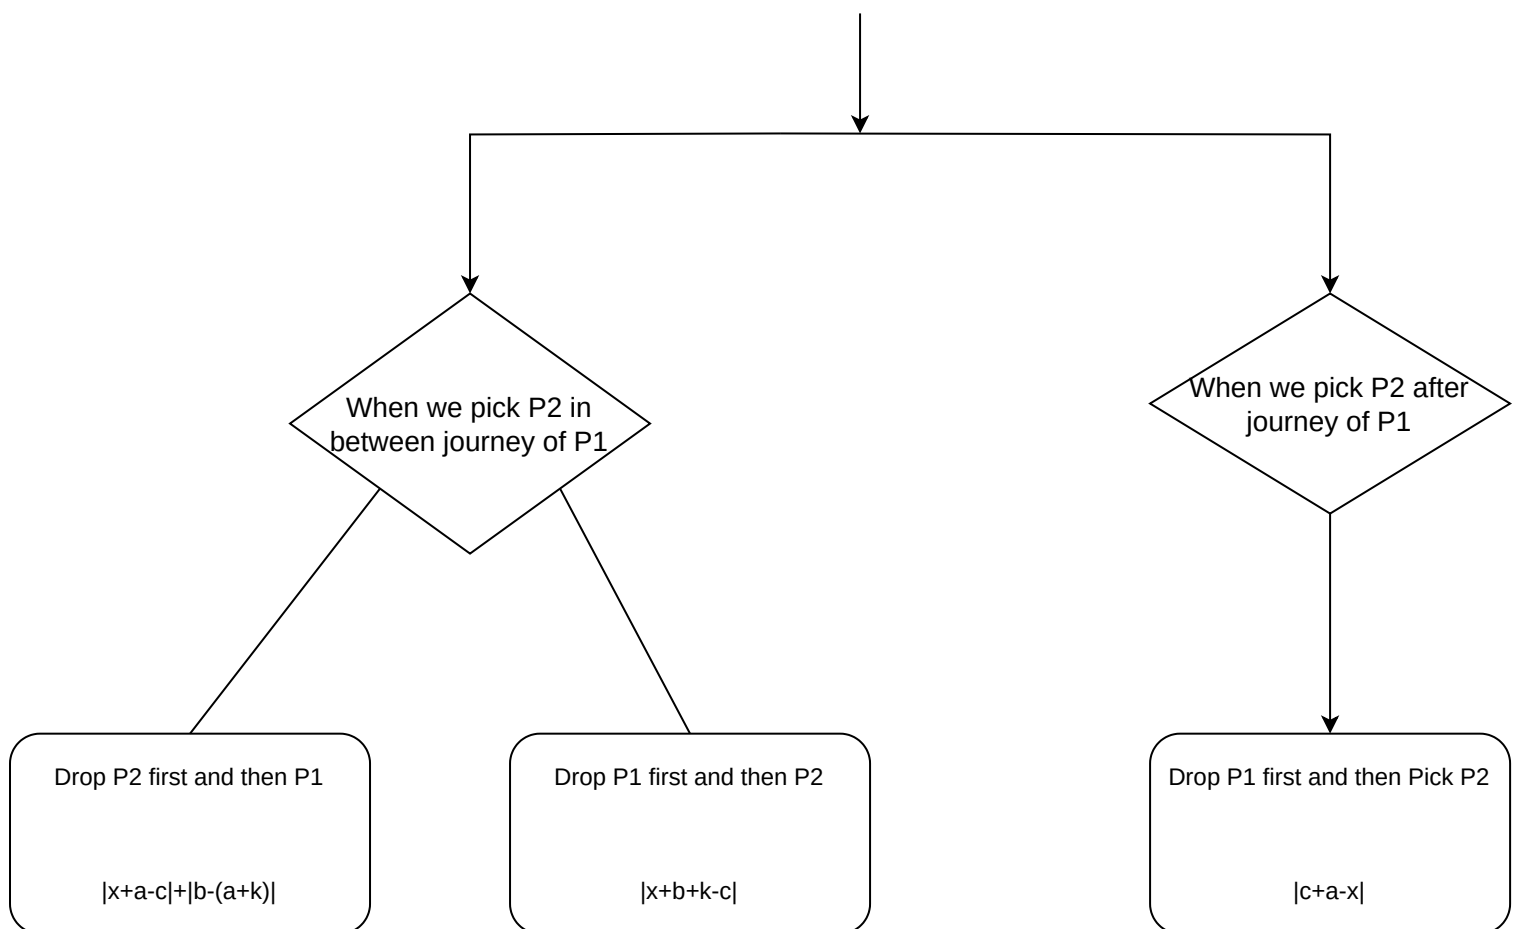 When we pick P2 in
between journey of P1
When we pick P2 after
journey of P1
Drop P2 first and then P1
|x+a-c|+|b-(a+k)|
Drop P1 first and then P2
|x+b+k-c|
Drop P1 first and then Pick P2
|c+a-x|